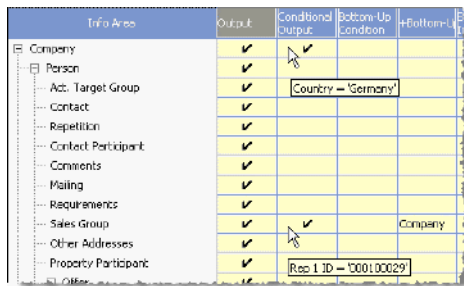 Info Area Output Conditional Output Bottom-Up Condition +Bottom-U
Company
Person
Act. Target Group
Country = 'Germany'
Contact
Repetition
Contact Participant
Comments
Mailing
Requirements
Sales Group Company
Other Addresses
Property Participant
Rep 1 ID = '000100029'
Offer